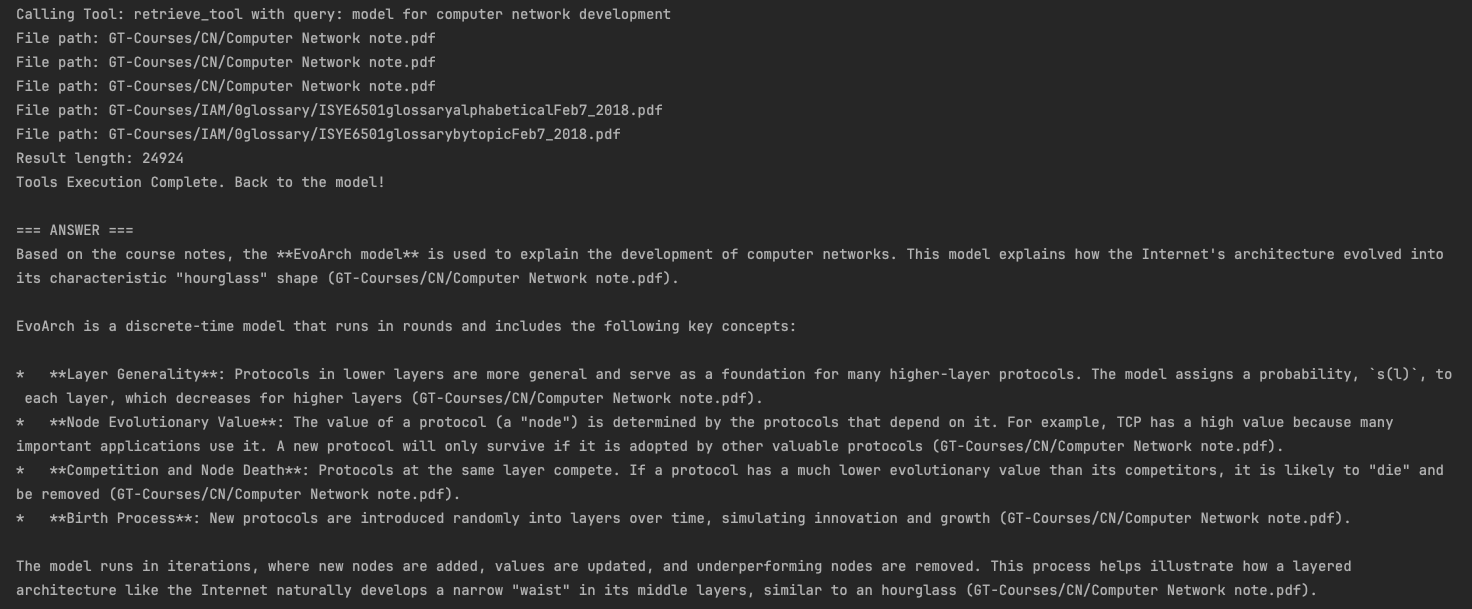 Calling Tool: retrieve_tool with query: model for computer network development
File path: GT-Courses/CN/Computer Network note.pdf
File path: GT-Courses/CN/Computer Network note.pdf
File path: GT-Courses/CN/Computer Network note.pdf
File path: GT-Courses/IAM/0glossary/ISYE6501glossaryalphabeticalFeb7_2018.pdf
File path: GT-Courses/IAM/0glossary/ISYE6501glossarybytopicFeb7_2018.pdf
Result length: 24924
Tools Execution Complete. Back to the model!

=== ANSWER ===
Based on the course notes, the **EvoArch model** is used to explain the development of computer networks. This model explains how the Internet's architecture evolved into
its characteristic "hourglass" shape (GT-Courses/CN/Computer Network note.pdf).

EvoArch is a discrete-time model that runs in rounds and includes the following key concepts:

*   **Layer Generality**: Protocols in lower layers are more general and serve as a foundation for many higher-layer protocols. The model assigns a probability, `s(l)`, to
 each layer, which decreases for higher layers (GT-Courses/CN/Computer Network note.pdf).
*   **Node Evolutionary Value**: The value of a protocol (a "node") is determined by the protocols that depend on it. For example, TCP has a high value because many
important applications use it. A new protocol will only survive if it is adopted by other valuable protocols (GT-Courses/CN/Computer Network note.pdf).
*   **Competition and Node Death**: Protocols at the same layer compete. If a protocol has a much lower evolutionary value than its competitors, it is likely to "die" and
be removed (GT-Courses/CN/Computer Network note.pdf).
*   **Birth Process**: New protocols are introduced randomly into layers over time, simulating innovation and growth (GT-Courses/CN/Computer Network note.pdf).

The model runs in iterations, where new nodes are added, values are updated, and underperforming nodes are removed. This process helps illustrate how a layered
architecture like the Internet naturally develops a narrow "waist" in its middle layers, similar to an hourglass (GT-Courses/CN/Computer Network note.pdf).